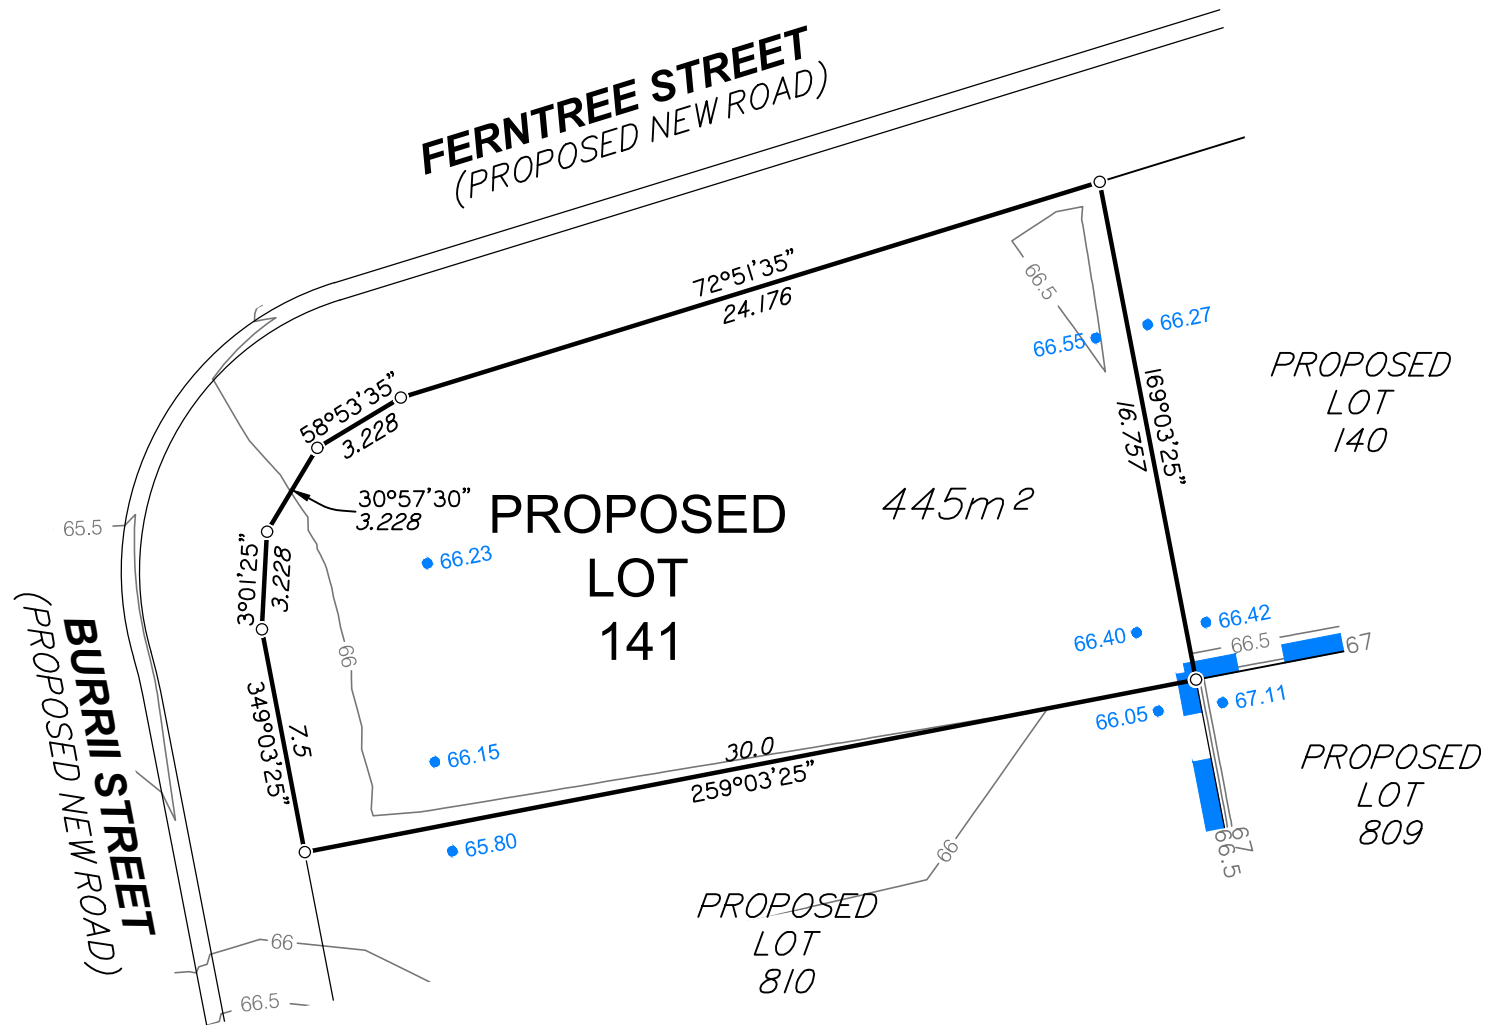 FERNTREE STREET
(PROPOSED NEW ROAD)
72°51'35"
24.176
66.5
66.55
66.27
169°03'25"
16.757
PROPOSED
LOT
140
58°53'35"
3.228
30°57'30"
3.228
PROPOSED
LOT
141
445m²
65.5
3°01'25"
3.228
66.23
66
BURRII STREET
(PROPOSED NEW ROAD)
349°03'25"
7.5
66.15
66.40
66.42
66.5
67
66.05
67.11
30.0
259°03'25"
65.80
PROPOSED
LOT
809
67
66.5
66
PROPOSED
LOT
810
66
66.5